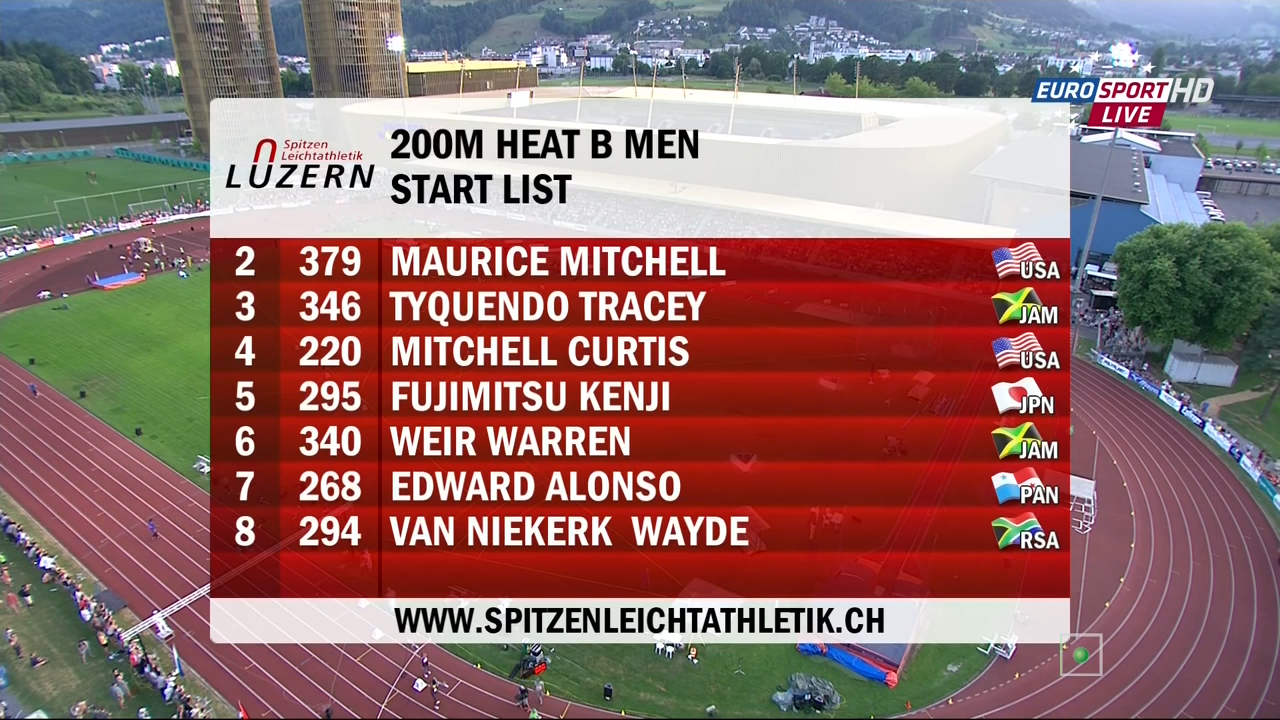 EUROSPORT HD
LIVE
Spitzen
Leichtathletik
LUZERN
200M HEAT B MEN
START LIST
2 379 MAURICE MITCHELL USA
3 346 TYQUENDO TRACEY JAM
4 220 MITCHELL CURTIS USA
5 295 FUJIMITSU KENJI JPN
6 340 WEIR WARREN JAM
7 268 EDWARD ALONSO PAN
8 294 VAN NIEKERK WAYDE RSA
WWW.SPITZENLEICHTATHLETIK.CH